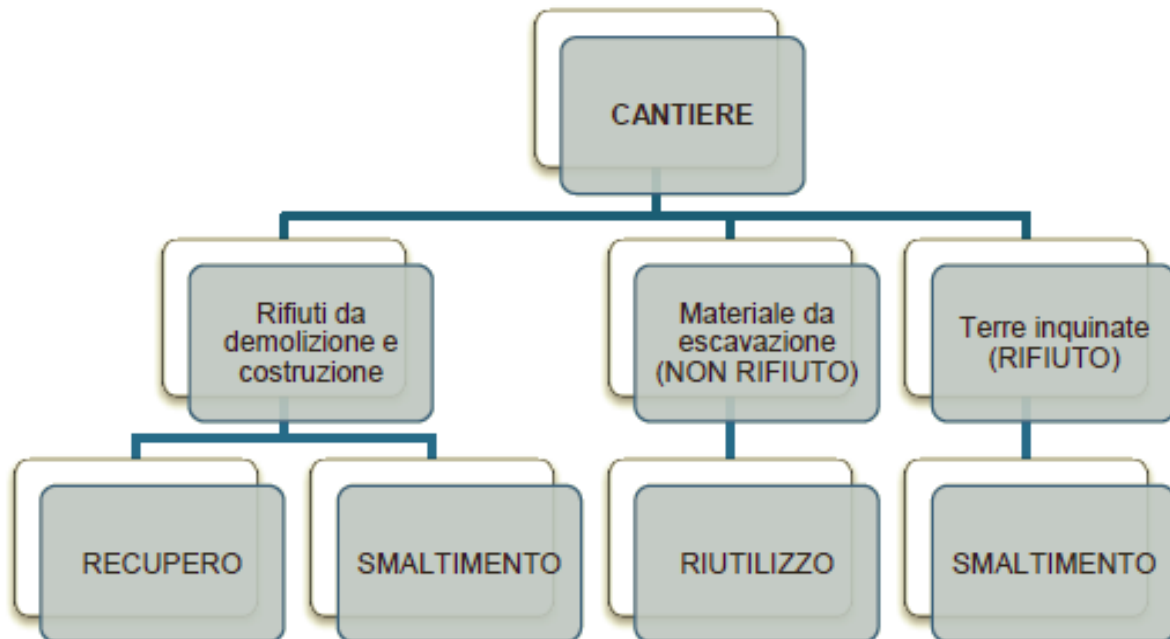 CANTIERE
Rifiuti da
demolizione e
costruzione
Materiale da
escavazione
(NON RIFIUTO)
Terre inquinate
(RIFIUTO)
RECUPERO
SMALTIMENTO
RIUTILIZZO
SMALTIMENTO